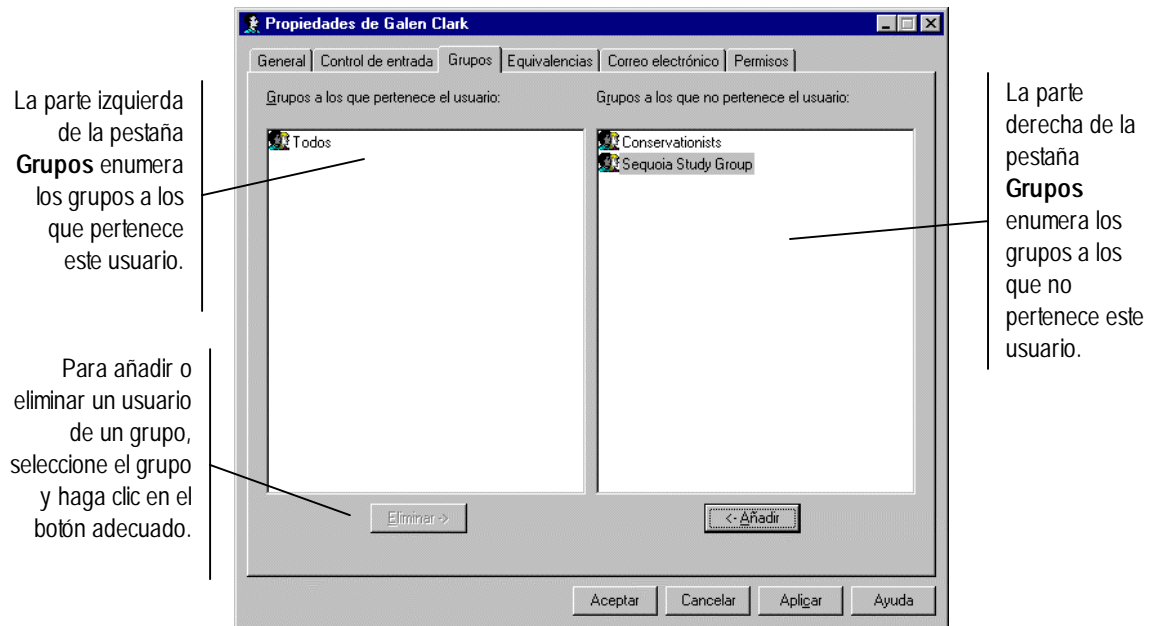 Propiedades de Galen Clark
General Control de entrada Grupos Equivalencias Correo electrónico Permisos
La parte izquierda
de la pestaña
Grupos enumera
los grupos a los
que pertenece
este usuario.
Grupos a los que pertenece el usuario:
Todos
Grupos a los que no pertenece el usuario:
Conservationists
Sequoia Study Group
La parte
derecha de la
pestaña
Grupos
enumera los
grupos a los
que no
pertenece este
usuario.
Para añadir o
eliminar un usuario
de un grupo,
seleccione el grupo
y haga clic en el
botón adecuado.
Eliminar ->
<- Añadir
Aceptar Cancelar Aplicar Ayuda